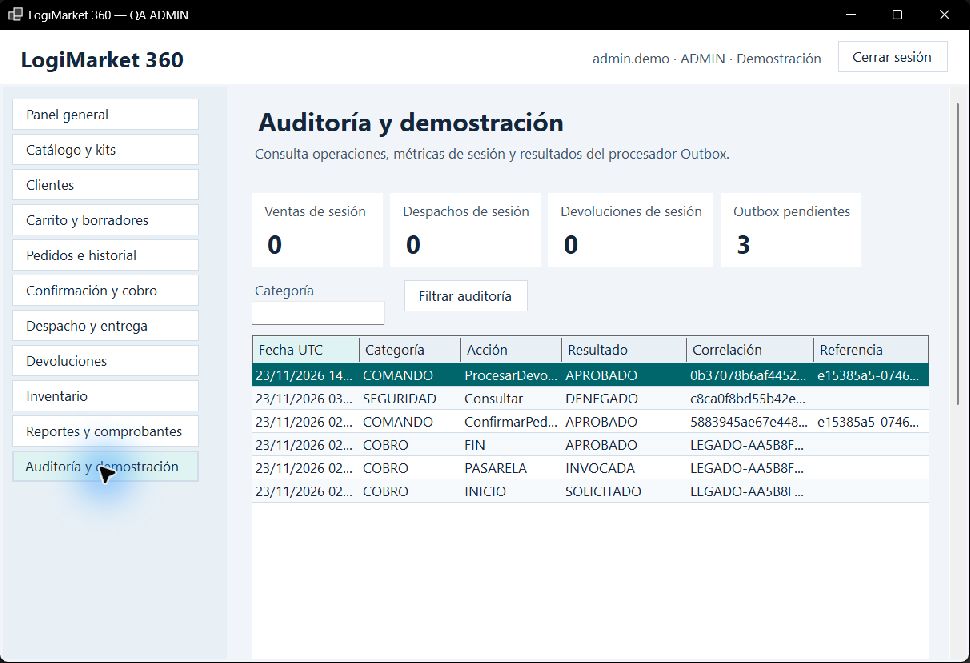 LogiMarket 360 — QA ADMIN
LogiMarket 360
admin.demo · ADMIN · Demostración
Cerrar sesión
Panel general
Catálogo y kits
Clientes
Carrito y borradores
Pedidos e historial
Confirmación y cobro
Despacho y entrega
Devoluciones
Inventario
Reportes y comprobantes
Auditoría y demostración
Auditoría y demostración
Consulta operaciones, métricas de sesión y resultados del procesador Outbox.
Ventas de sesión
0
Despachos de sesión
0
Devoluciones de sesión
0
Outbox pendientes
3
Categoría
Filtrar auditoría
Fecha UTC Categoría Acción Resultado Correlación Referencia
23/11/2026 14... COMANDO ProcesarDevo... APROBADO 0b37078b6af4452... e15385a5-0746...
23/11/2026 03... SEGURIDAD Consultar DENEGADO c8ca0f8bd55b42e...
23/11/2026 02... COMANDO ConfirmarPed... APROBADO 5883945ae67e448... e15385a5-0746...
23/11/2026 02... COBRO FIN APROBADO LEGADO-AA5B8F...
23/11/2026 02... COBRO PASARELA INVOCADA LEGADO-AA5B8F...
23/11/2026 02... COBRO INICIO SOLICITADO LEGADO-AA5B8F...